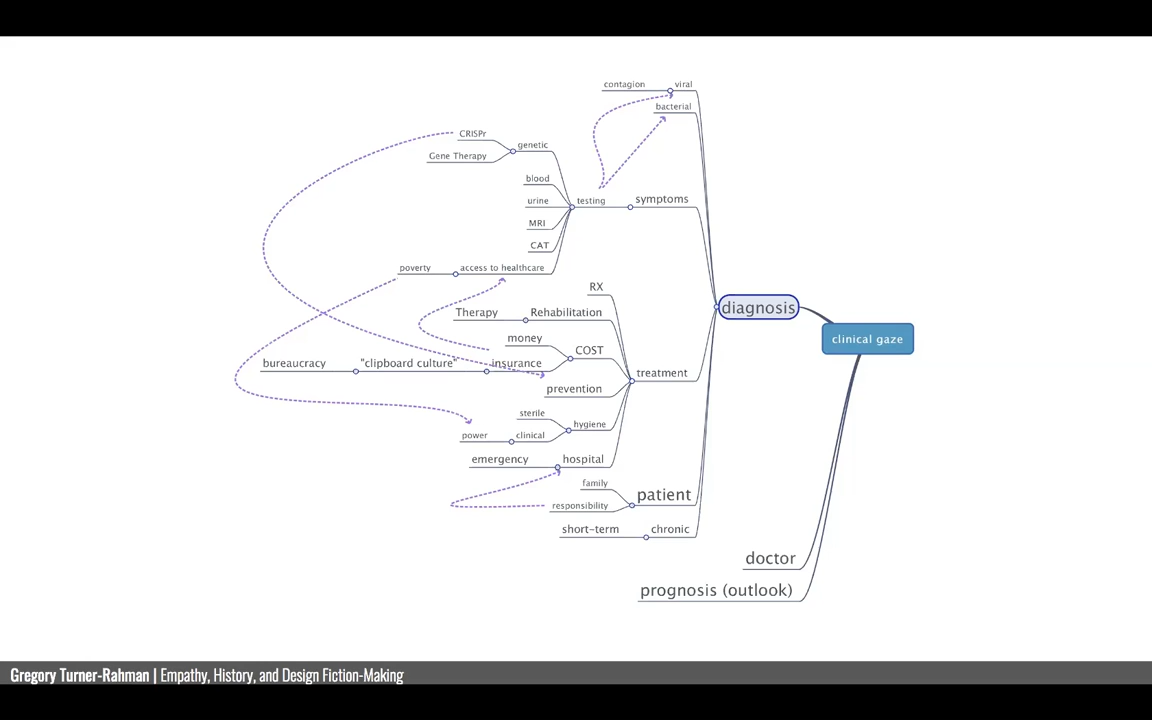 contagion viral
bacterial
CRISPr
genetic
Gene Therapy
blood
urine
testing
symptoms
MRI
CAT
poverty
access to healthcare
RX
Therapy
Rehabilitation
money
COST
bureaucracy
"clipboard culture"
insurance
prevention
treatment
sterile
hygiene
power
clinical
emergency
hospital
family
responsibility
patient
short-term
chronic
diagnosis
clinical gaze
doctor
prognosis (outlook)
Gregory Turner-Rahman | Empathy, History, and Design Fiction-Making